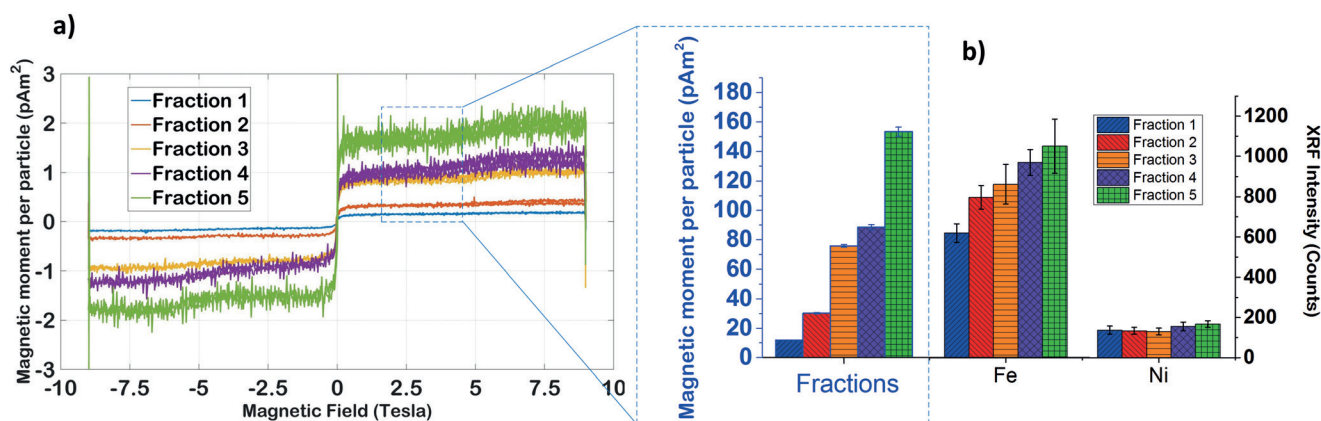 a)
Magnetic moment per particle (pAm²)
3
2
1
0
-1
-2
-3
-10
-7.5
-5
-2.5
0
2.5
5
7.5
10
Magnetic Field (Tesla)
Fraction 1
Fraction 2
Fraction 3
Fraction 4
Fraction 5
Magnetic moment per particle (pAm²)
180
160
140
120
100
80
60
40
20
0
Fractions
b)
Fraction 1
Fraction 2
Fraction 3
Fraction 4
Fraction 5
Fe
Ni
1200
1000
800
600
400
200
0
XRF Intensity (Counts)